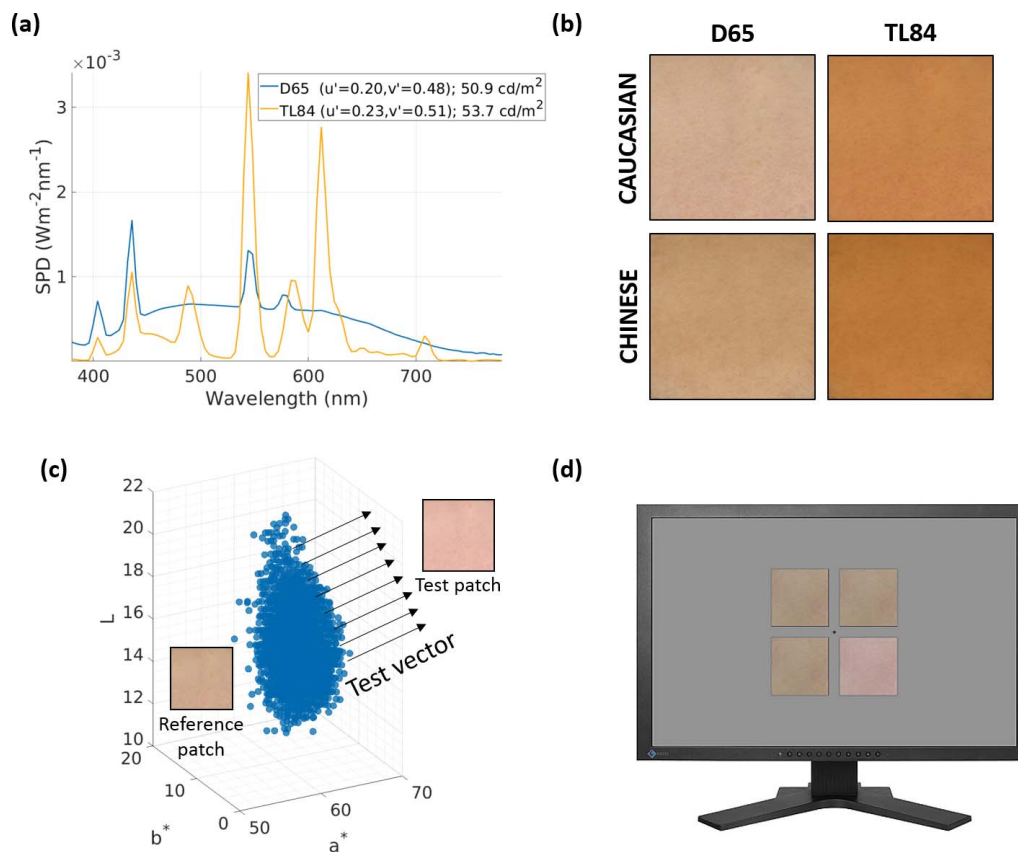 (a)
×10⁻³
D65 (u'=0.20,v'=0.48); 50.9 cd/m²
TL84 (u'=0.23,v'=0.51); 53.7 cd/m²
3
2
1
SPD (Wm⁻²nm⁻¹)
400
500
600
700
Wavelength (nm)
(b)
D65
TL84
CAUCASIAN
CHINESE
(c)
22
20
18
16
14
12
10
L
20
10
0
b*
50
60
70
a*
Test patch
Test vector
Reference
patch
(d)